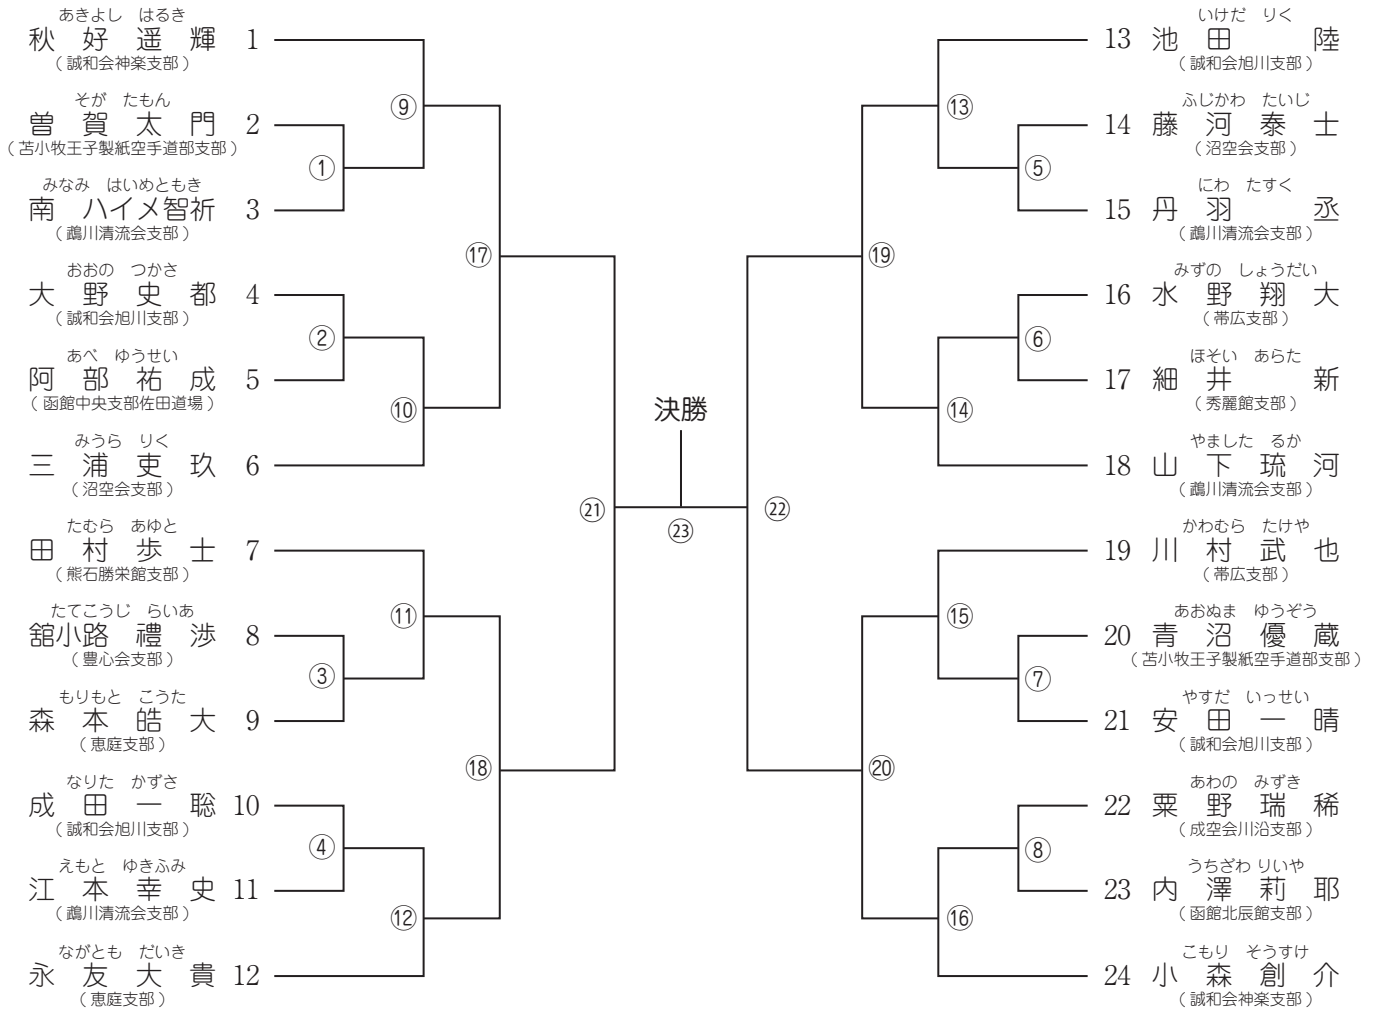 あきよし　はるき
秋　好　遥　輝　1
（誠和会神楽支部）
そが　たもん
曽　賀　太　門　2
（苫小牧王子製紙空手道部支部）
みなみ　はいめともき
南　ハイメ智祈　3
（鵡川清流会支部）
おおの　つかさ
大　野　史　都　4
（誠和会旭川支部）
あべ　ゆうせい
阿　部　祐　成　5
（函館中央支部佐田道場）
みうら　りく
三　浦　吏　玖　6
（沼空会支部）
たむら　あゆと
田　村　歩　士　7
（熊石勝栄館支部）
たてこうじ　らいあ
舘小路　禮　渉　8
（豊心会支部）
もりもと　こうた
森　本　皓　大　9
（恵庭支部）
なりた　かずさ
成　田　一　聡　10
（誠和会旭川支部）
えもと　ゆきふみ
江　本　幸　史　11
（鵡川清流会支部）
ながとも　だいき
永　友　大　貴　12
（恵庭支部）
①
②
③
④
⑨
⑩
⑪
⑫
⑰
⑱
㉑
決勝
㉓
㉒
⑲
⑳
⑬
⑭
⑮
⑯
⑤
⑥
⑦
⑧
いけだ　りく
13　池　田　　　陸
（誠和会旭川支部）
ふじかわ　たいじ
14　藤　河　泰　士
（沼空会支部）
にわ　たすく
15　丹　羽　　　丞
（鵡川清流会支部）
みずの　しょうだい
16　水　野　翔　大
（帯広支部）
ほそい　あらた
17　細　井　　　新
（秀麗館支部）
やました　るか
18　山　下　琉　河
（鵡川清流会支部）
かわむら　たけや
19　川　村　武　也
（帯広支部）
あおぬま　ゆうぞう
20　青　沼　優　蔵
（苫小牧王子製紙空手道部支部）
やすだ　いっせい
21　安　田　一　晴
（誠和会旭川支部）
あわの　みずき
22　粟　野　瑞　稀
（成空会川沿支部）
うちざわ りいや
23　内　澤　莉　耶
（函館北辰館支部）
こもり　そうすけ
24　小　森　創　介
（誠和会神楽支部）